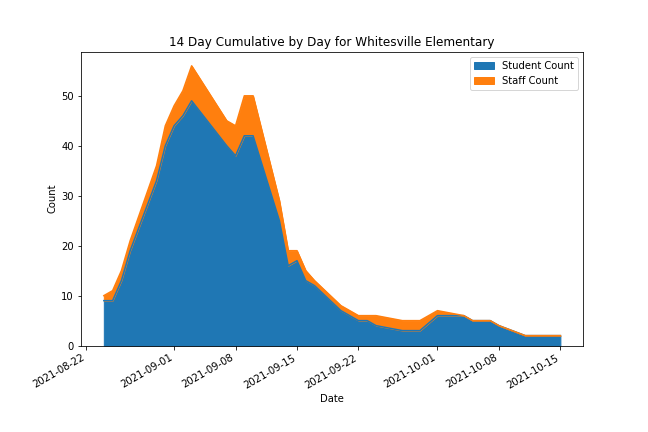 14 Day Cumulative by Day for Whitesville Elementary
Student Count
Staff Count
50
40
30
20
10
0
Count
2021-08-22
2021-09-01
2021-09-08
2021-09-15
2021-09-22
2021-10-01
2021-10-08
2021-10-15
Date